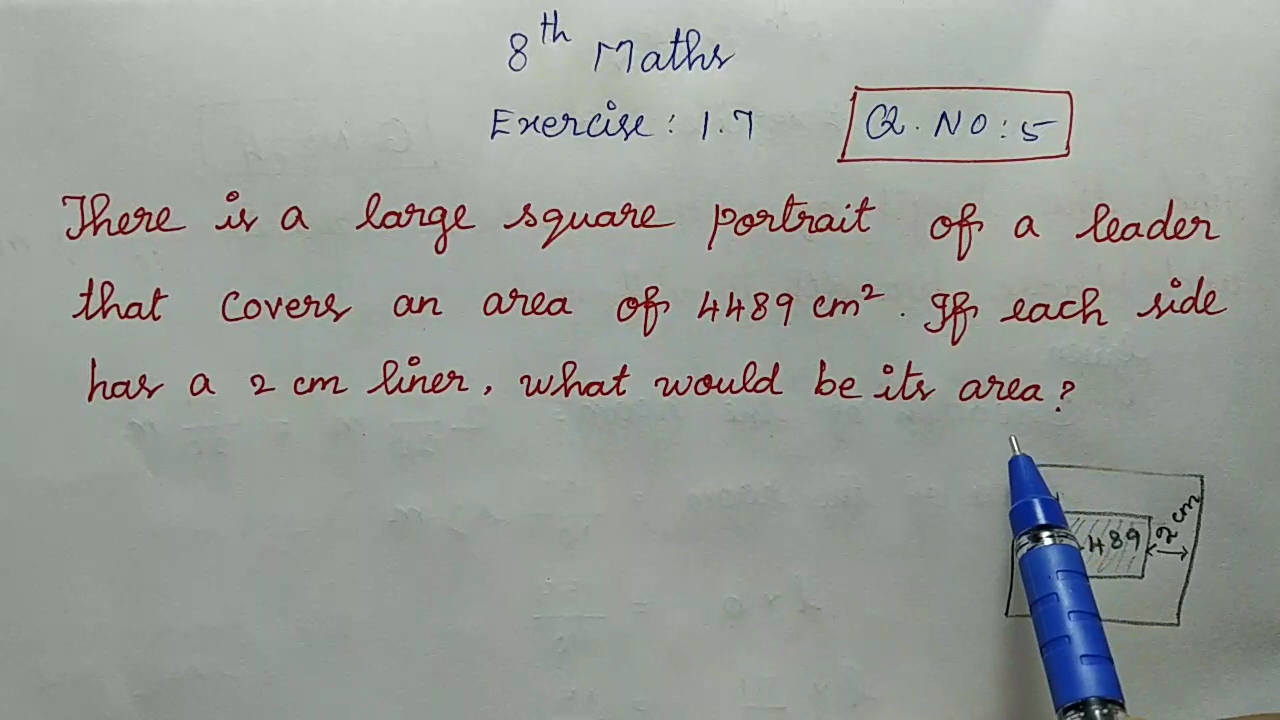 8th Maths
Exercise: 1.7
Q. NO: 5
There is a large square portrait of a leader
that covers an area of 4489 cm². If each side
has a 2 cm liner, what would be its area?
489
2 cm